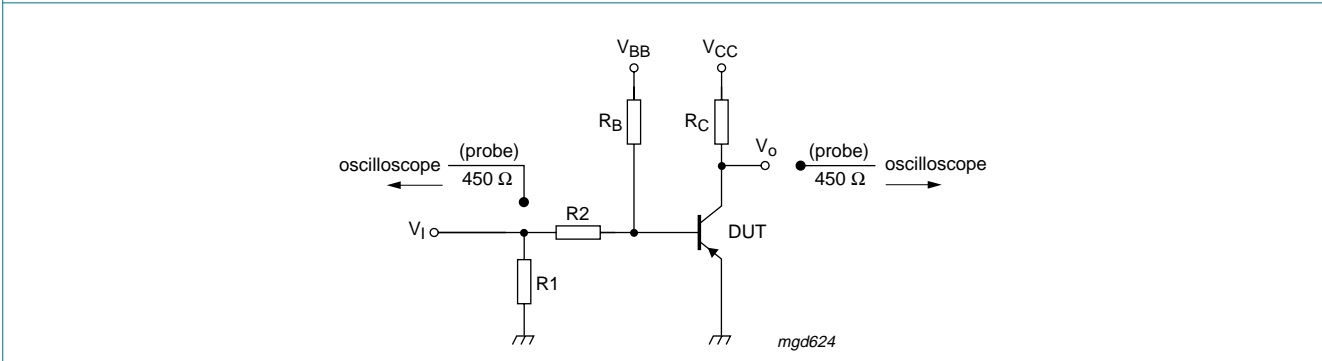 V_BB
V_CC
R_B
R_C
V_o
(probe)
oscilloscope
450 Ω
(probe)
oscilloscope
450 Ω
R2
V_I
DUT
R1
mgd624